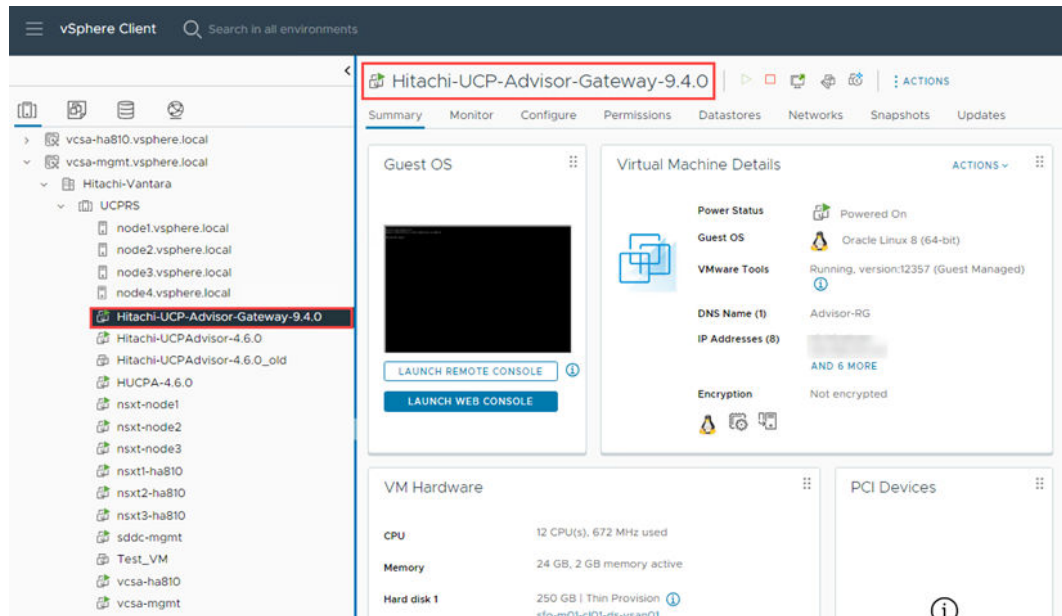 vSphere Client Search in all environments
Hitachi-UCP-Advisor-Gateway-9.4.0 ACTIONS
Summary Monitor Configure Permissions Datastores Networks Snapshots Updates
vcsa-ha810.vsphere.local
vcsa-mgmt.vsphere.local
Hitachi-Vantara
UCPRS
node1.vsphere.local
node2.vsphere.local
node3.vsphere.local
node4.vsphere.local
Hitachi-UCP-Advisor-Gateway-9.4.0
Hitachi-UCPAdvisor-4.6.0
Hitachi-UCPAdvisor-4.6.0_old
HUCPA-4.6.0
nsxt-node1
nsxt-node2
nsxt-node3
nsxt1-ha810
nsxt2-ha810
nsxt3-ha810
sddc-mgmt
Test_VM
vcsa-ha810
vcsa-mgmt
Guest OS
LAUNCH REMOTE CONSOLE
LAUNCH WEB CONSOLE
Virtual Machine Details ACTIONS
Power Status Powered On
Guest OS Oracle Linux 8 (64-bit)
VMware Tools Running, version:12357 (Guest Managed)
DNS Name (1) Advisor-RG
IP Addresses (8)
AND 6 MORE
Encryption Not encrypted
VM Hardware
CPU 12 CPU(s), 672 MHz used
Memory 24 GB, 2 GB memory active
Hard disk 1 250 GB | Thin Provision
sfo-m01-cl01-ds-vsan01
PCI Devices